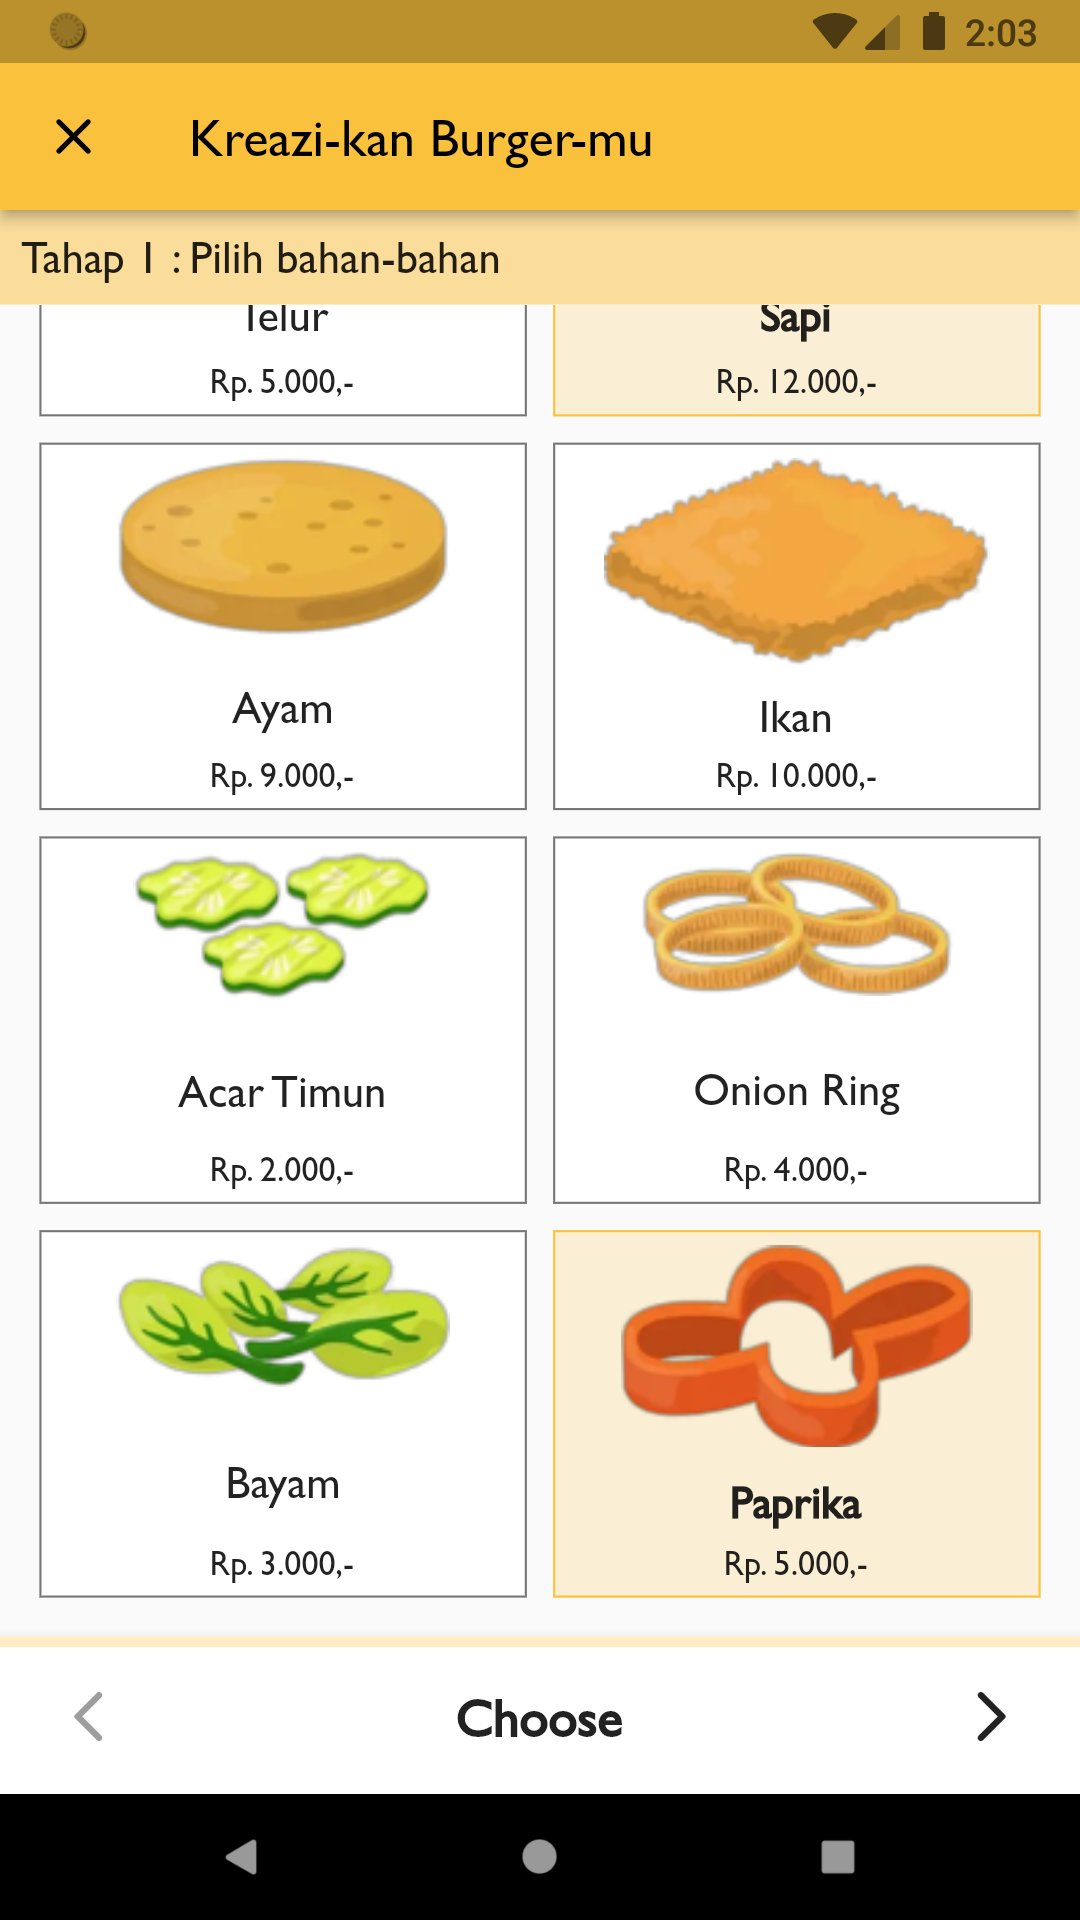 2:03
Kreazi-kan Burger-mu
Tahap 1 : Pilih bahan-bahan
Telur
Sapi
Rp. 5.000,-
Rp. 12.000,-
Ayam
Ikan
Rp. 9.000,-
Rp. 10.000,-
Acar Timun
Onion Ring
Rp. 2.000,-
Rp. 4.000,-
Bayam
Paprika
Rp. 3.000,-
Rp. 5.000,-
Choose